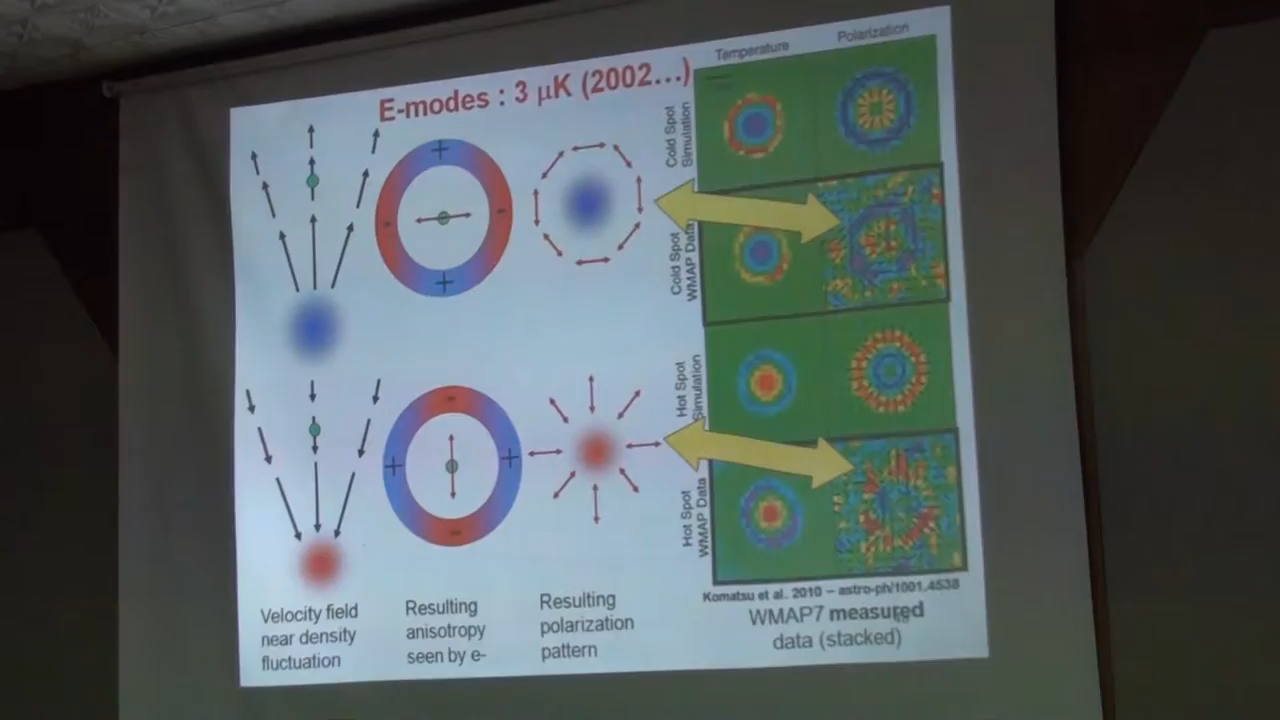 E-modes : 3 µK (2002…)
Temperature
Polarization
Cold Spot
Simulation
Cold Spot
WMAP Data
Hot Spot
Simulation
Hot Spot
WMAP Data
+
-
-
+
-
+
+
-
Velocity field
near density
fluctuation
Resulting
anisotropy
seen by e-
Resulting
polarization
pattern
Komatsu et al. 2010 – astro-ph/1001.4538
WMAP7 measured
data (stacked)